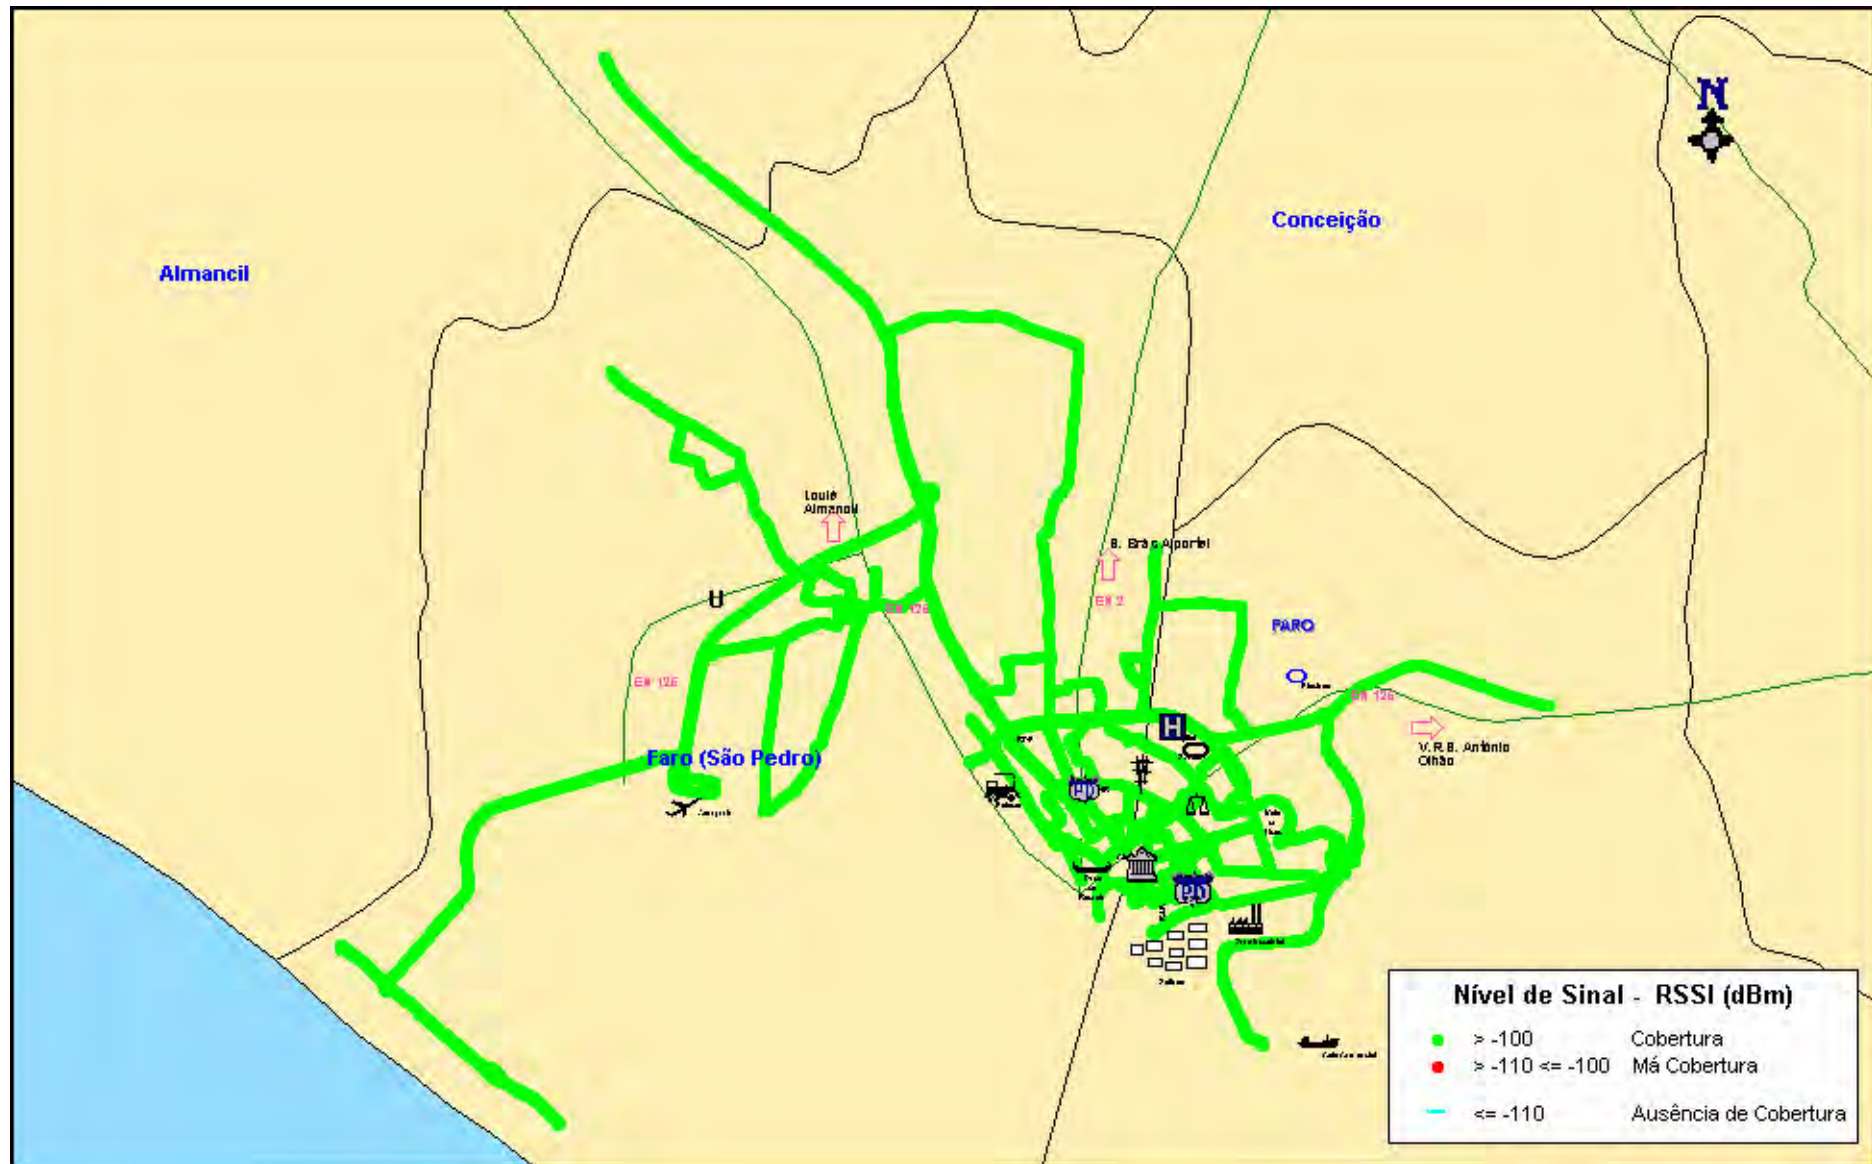 N
Conceição
Almancil
Loulé
Almancil
S. Brás Alportel
U
EN 125
EN 2
FARO
EN 125
EN 125
H
V.R.S. António
Olhão
Faro (São Pedro)
Nível de Sinal - RSSI (dBm)
> -100 Cobertura
> -110 <= -100 Má Cobertura
<= -110 Ausência de Cobertura